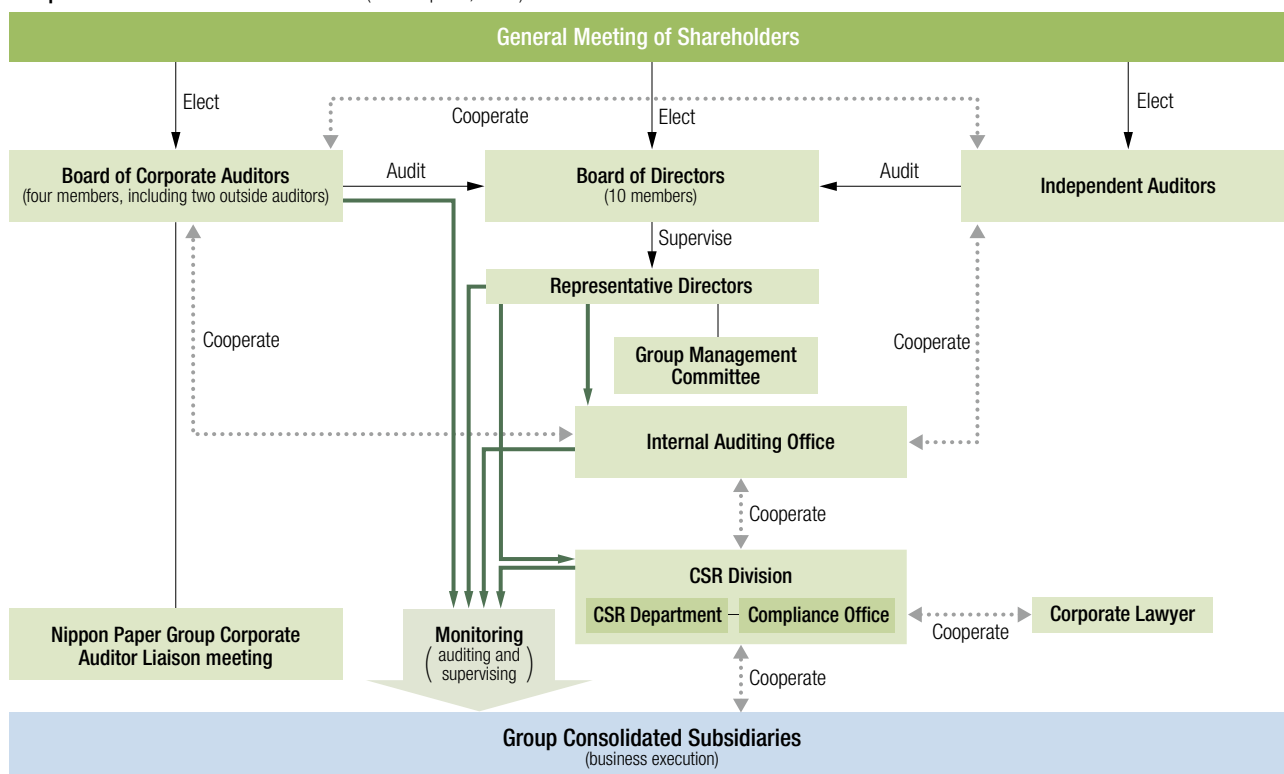 General Meeting of Shareholders
Elect
Cooperate
Elect
Elect
Board of Corporate Auditors
(four members, including two outside auditors)
Audit
Board of Directors
(10 members)
Audit
Independent Auditors
Supervise
Representative Directors
Cooperate
Cooperate
Group Management
Committee
Internal Auditing Office
Cooperate
CSR Division
CSR Department
Compliance Office
Cooperate
Corporate Lawyer
Nippon Paper Group Corporate
Auditor Liaison meeting
Monitoring
(auditing and
supervising)
Cooperate
Group Consolidated Subsidiaries
(business execution)